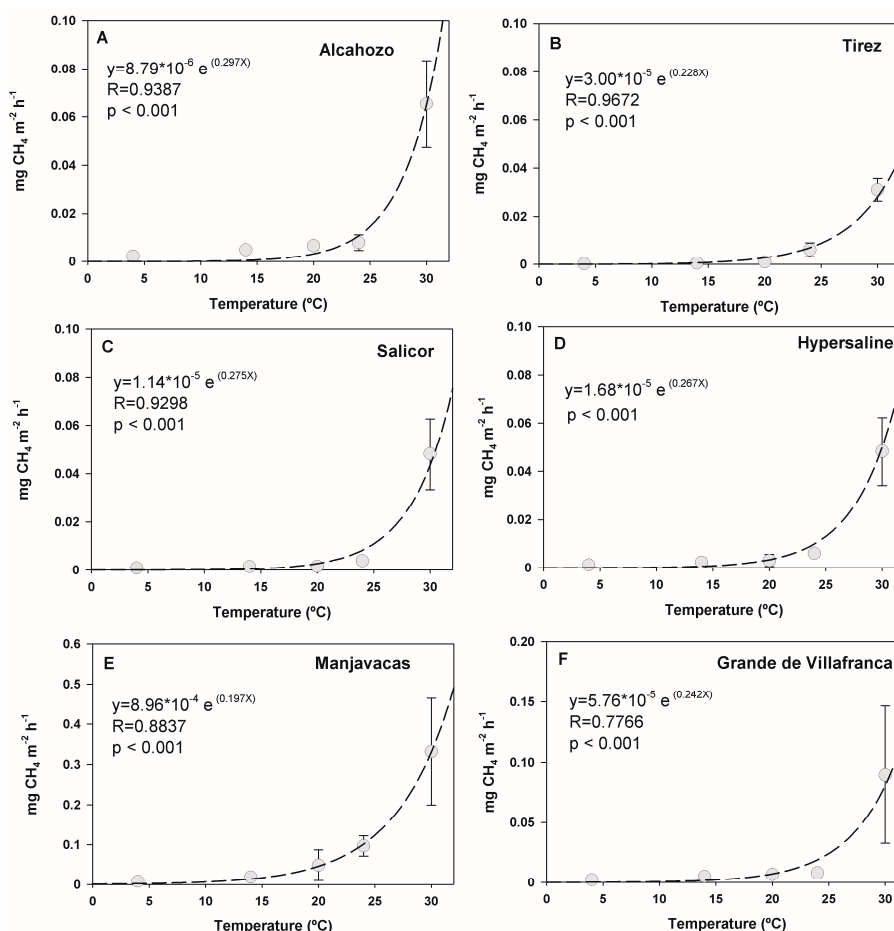 A
Alcahozo
y=8.79*10⁻⁶ e^(0.297X)
R=0.9387
p < 0.001
mg CH₄ m⁻² h⁻¹
0.10
0.08
0.06
0.04
0.02
0
0 5 10 15 20 25 30
Temperature (ºC)
B
Tirez
y=3.00*10⁻⁵ e^(0.228X)
R=0.9672
p < 0.001
mg CH₄ m⁻² h⁻¹
0.10
0.08
0.06
0.04
0.02
0
0 5 10 15 20 25 30
Temperature (ºC)
C
Salicor
y=1.14*10⁻⁵ e^(0.275X)
R=0.9298
p < 0.001
mg CH₄ m⁻² h⁻¹
0.10
0.08
0.06
0.04
0.02
0
0 5 10 15 20 25 30
Temperature (ºC)
D
Hypersaline
y=1.68*10⁻⁵ e^(0.267X)
p < 0.001
mg CH₄ m⁻² h⁻¹
0.10
0.08
0.06
0.04
0.02
0
0 5 10 15 20 25 30
Temperature (ºC)
E
Manjavacas
y=8.96*10⁻⁴ e^(0.197X)
R=0.8837
p < 0.001
mg CH₄ m⁻² h⁻¹
0.6
0.5
0.4
0.3
0.2
0.1
0
0 5 10 15 20 25 30
Temperature (ºC)
F
Grande de Villafranca
y=5.76*10⁻⁵ e^(0.242X)
R=0.7766
p < 0.001
mg CH₄ m⁻² h⁻¹
0.20
0.15
0.10
0.05
0
0 5 10 15 20 25 30
Temperature (ºC)